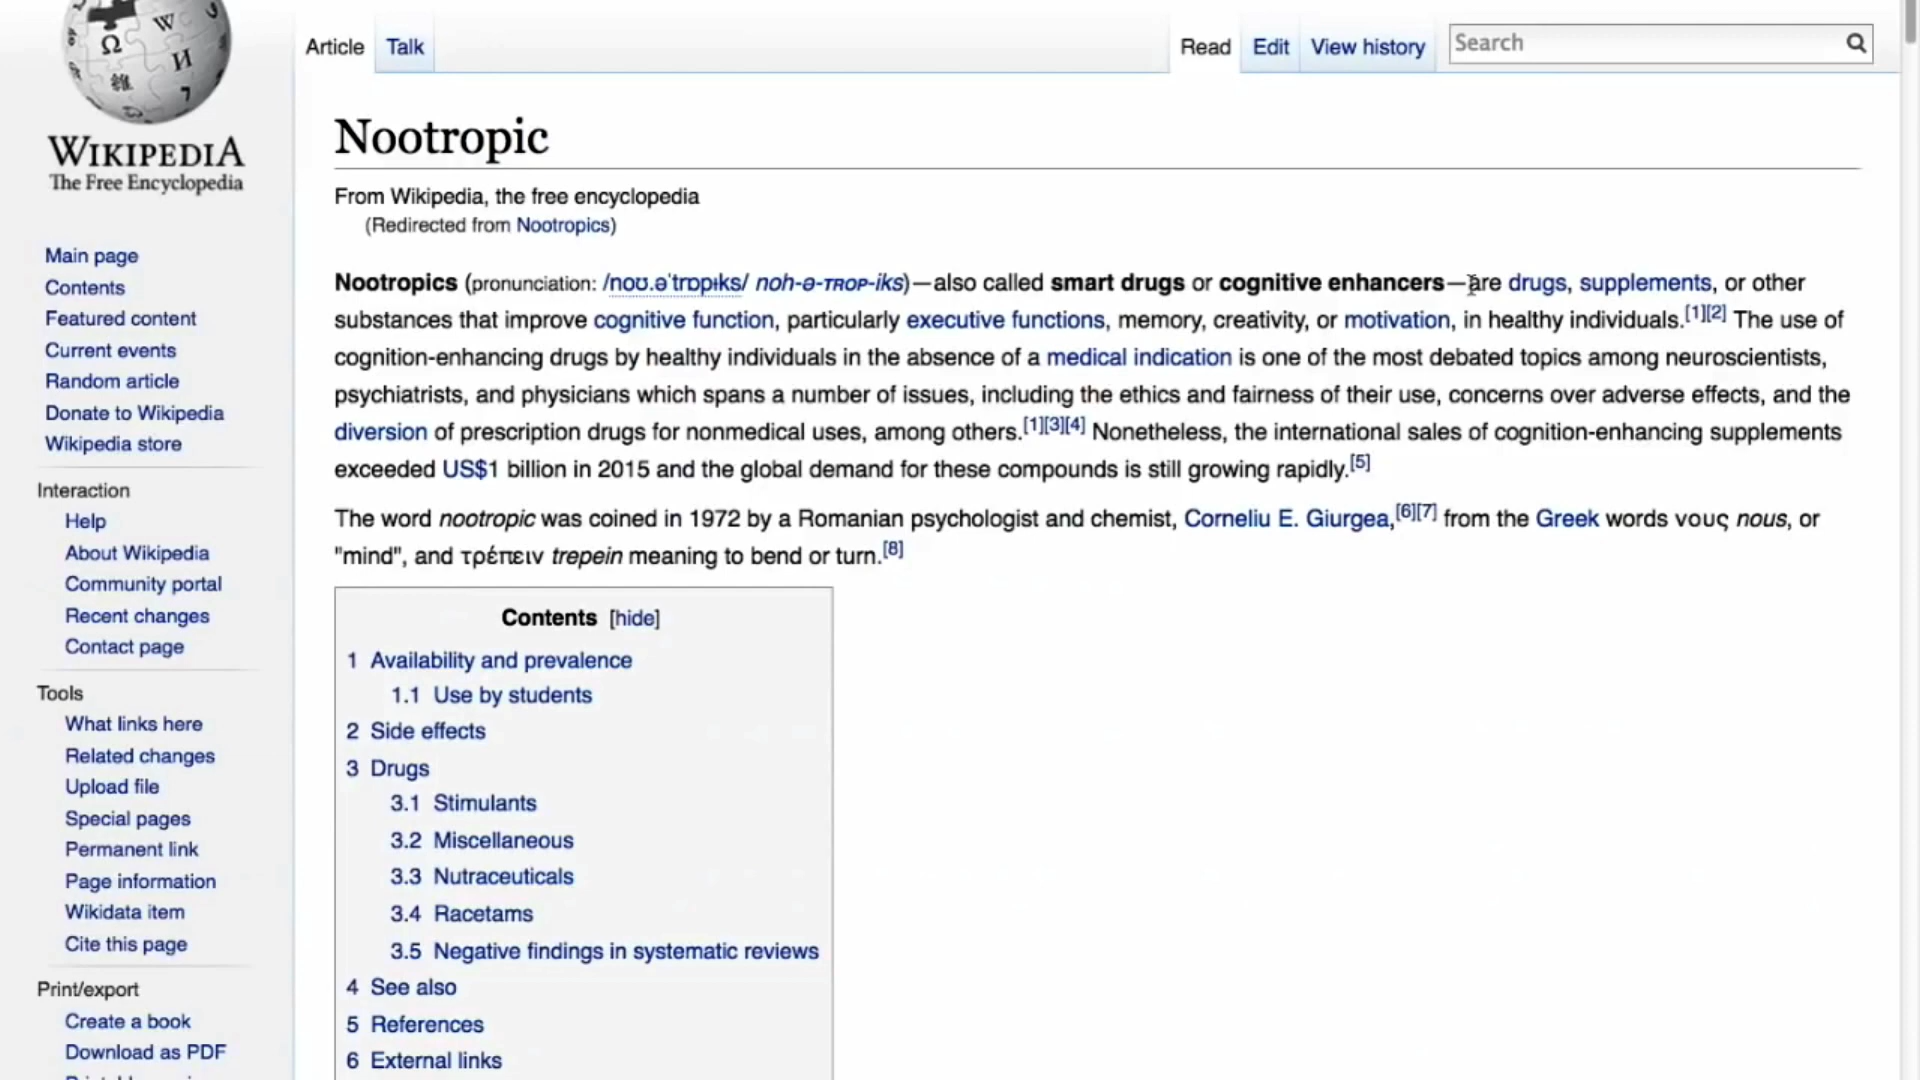 Article
Talk
Read
Edit
View history
Search
WIKIPEDIA
The Free Encyclopedia
Main page
Contents
Featured content
Current events
Random article
Donate to Wikipedia
Wikipedia store
Interaction
Help
About Wikipedia
Community portal
Recent changes
Contact page
Tools
What links here
Related changes
Upload file
Special pages
Permanent link
Page information
Wikidata item
Cite this page
Print/export
Create a book
Download as PDF
Nootropic
From Wikipedia, the free encyclopedia
(Redirected from Nootropics)
Nootropics (pronunciation: /noʊ.əˈtrɒpɪks/ noh-ə-TROP-iks)—also called smart drugs or cognitive enhancers—are drugs, supplements, or other
substances that improve cognitive function, particularly executive functions, memory, creativity, or motivation, in healthy individuals.[1][2] The use of
cognition-enhancing drugs by healthy individuals in the absence of a medical indication is one of the most debated topics among neuroscientists,
psychiatrists, and physicians which spans a number of issues, including the ethics and fairness of their use, concerns over adverse effects, and the
diversion of prescription drugs for nonmedical uses, among others.[1][3][4] Nonetheless, the international sales of cognition-enhancing supplements
exceeded US$1 billion in 2015 and the global demand for these compounds is still growing rapidly.[5]
The word nootropic was coined in 1972 by a Romanian psychologist and chemist, Corneliu E. Giurgea,[6][7] from the Greek words νους nous, or
"mind", and τρέπειν trepein meaning to bend or turn.[8]
Contents [hide]
1 Availability and prevalence
1.1 Use by students
2 Side effects
3 Drugs
3.1 Stimulants
3.2 Miscellaneous
3.3 Nutraceuticals
3.4 Racetams
3.5 Negative findings in systematic reviews
4 See also
5 References
6 External links